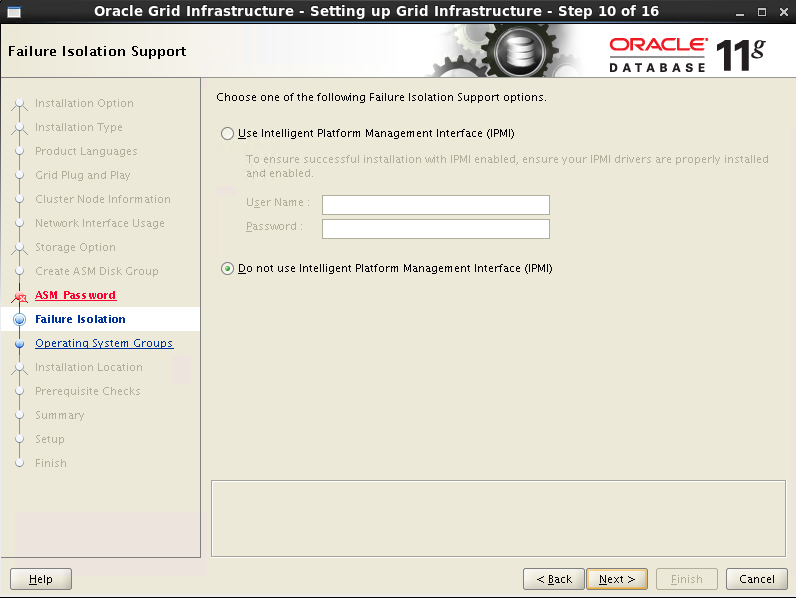 Oracle Grid Infrastructure - Setting up Grid Infrastructure - Step 10 of 16
Failure Isolation Support
ORACLE®
DATABASE
11g
Installation Option
Installation Type
Product Languages
Grid Plug and Play
Cluster Node Information
Network Interface Usage
Storage Option
Create ASM Disk Group
ASM Password
Failure Isolation
Operating System Groups
Installation Location
Prerequisite Checks
Summary
Setup
Finish
Choose one of the following Failure Isolation Support options.
Use Intelligent Platform Management Interface (IPMI)
To ensure successful installation with IPMI enabled, ensure your IPMI drivers are properly installed
and enabled.
User Name :
Password :
Do not use Intelligent Platform Management Interface (IPMI)
Help
< Back
Next >
Finish
Cancel